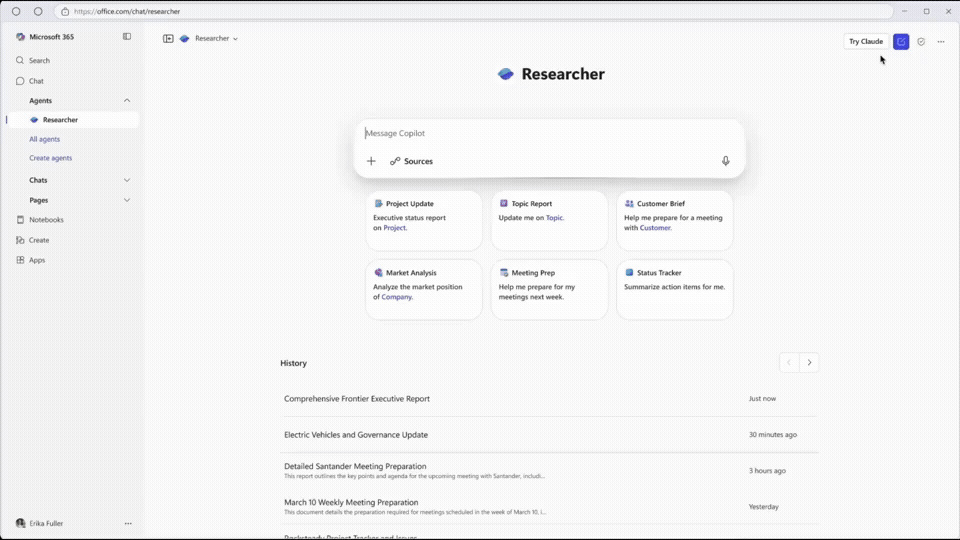 https://office.com/chat/researcher
Microsoft 365
Search
Chat
Agents
Researcher
All agents
Create agents
Chats
Pages
Notebooks
Create
Apps
Erika Fuller
Researcher
Try Claude
Researcher
Message Copilot
Sources
Project Update
Executive status report
on Project.
Topic Report
Update me on Topic.
Customer Brief
Help me prepare for a meeting
with Customer.
Market Analysis
Analyze the market position
of Company.
Meeting Prep
Help me prepare for my
meetings next week.
Status Tracker
Summarize action items for me.
History
Comprehensive Frontier Executive Report
Just now
Electric Vehicles and Governance Update
30 minutes ago
Detailed Santander Meeting Preparation
This report outlines the key points and agenda for the upcoming meeting with Santander, includi...
3 hours ago
March 10 Weekly Meeting Preparation
This document details the preparation required for meetings scheduled in the week of March 10, i...
Yesterday